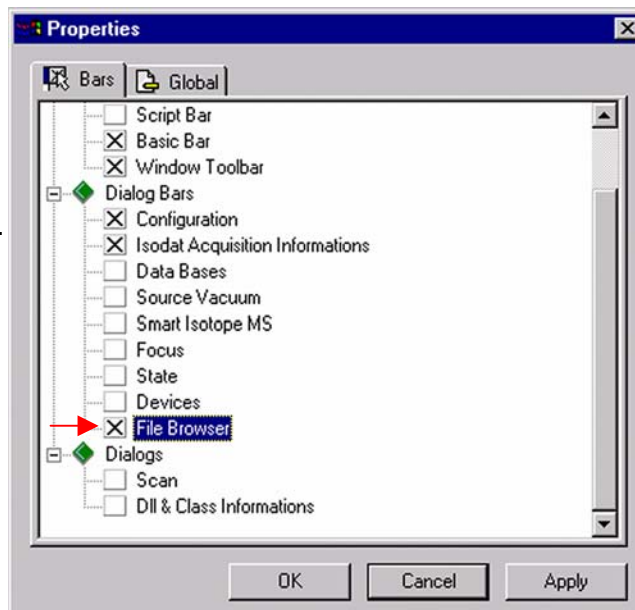 Properties
Bars
Global
Script Bar
Basic Bar
Window Toolbar
Dialog Bars
Configuration
Isodat Acquisition Informations
Data Bases
Source Vacuum
Smart Isotope MS
Focus
State
Devices
File Browser
Dialogs
Scan
Dll & Class Informations
OK Cancel Apply